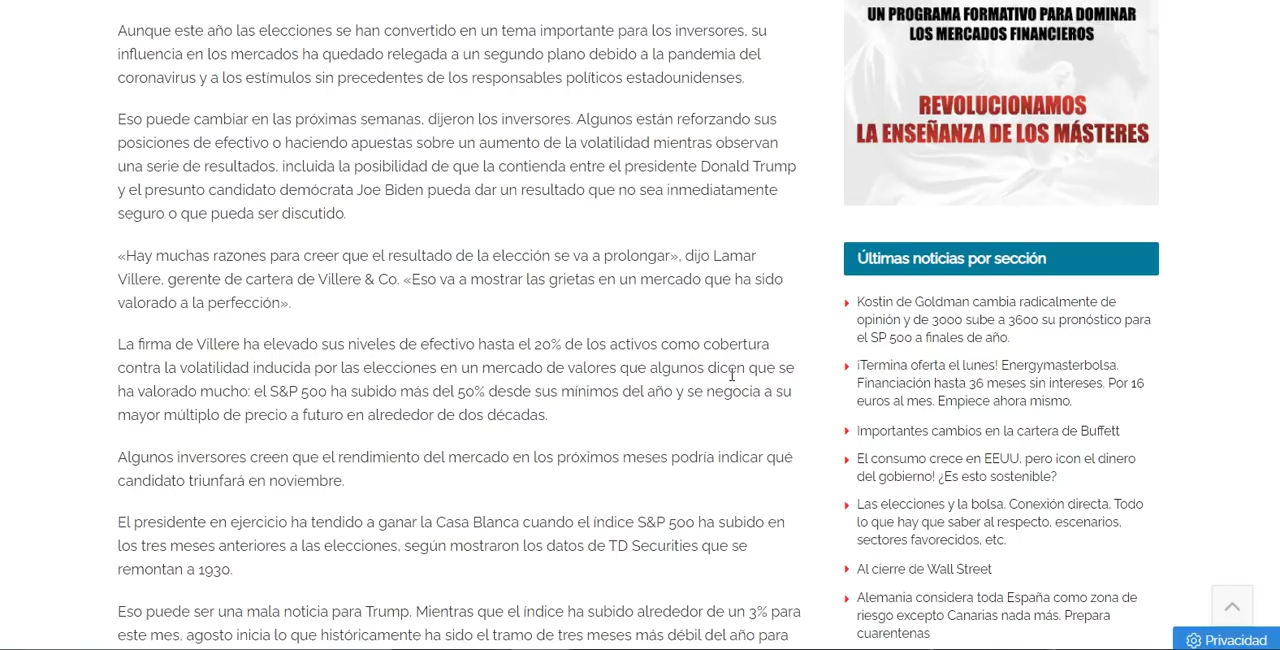 Aunque este año las elecciones se han convertido en un tema importante para los inversores, su
influencia en los mercados ha quedado relegada a un segundo plano debido a la pandemia del
coronavirus y a los estímulos sin precedentes de los responsables políticos estadounidenses.
Eso puede cambiar en las próximas semanas, dijeron los inversores. Algunos están reforzando sus
posiciones de efectivo o haciendo apuestas sobre un aumento de la volatilidad mientras observan
una serie de resultados, incluida la posibilidad de que la contienda entre el presidente Donald Trump
y el presunto candidato demócrata Joe Biden pueda dar un resultado que no sea inmediatamente
seguro o que pueda ser discutido.
«Hay muchas razones para creer que el resultado de la elección se va a prolongar», dijo Lamar
Villere, gerente de cartera de Villere & Co. «Eso va a mostrar las grietas en un mercado que ha sido
valorado a la perfección».
La firma de Villere ha elevado sus niveles de efectivo hasta el 20% de los activos como cobertura
contra la volatilidad inducida por las elecciones en un mercado de valores que algunos dicen que se
ha valorado mucho: el S&P 500 ha subido más del 50% desde sus mínimos del año y se negocia a su
mayor múltiplo de precio a futuro en alrededor de dos décadas.
Algunos inversores creen que el rendimiento del mercado en los próximos meses podría indicar qué
candidato triunfará en noviembre.
El presidente en ejercicio ha tendido a ganar la Casa Blanca cuando el índice S&P 500 ha subido en
los tres meses anteriores a las elecciones, según mostraron los datos de TD Securities que se
remontan a 1930.
Eso puede ser una mala noticia para Trump. Mientras que el índice ha subido alrededor de un 3% para
este mes, agosto inicia lo que históricamente ha sido el tramo de tres meses más débil del año para
UN PROGRAMA FORMATIVO PARA DOMINAR
LOS MERCADOS FINANCIEROS
REVOLUCIONAMOS
LA ENSEÑANZA DE LOS MÁSTERES
Últimas noticias por sección
Kostin de Goldman cambia radicalmente de
opinión y de 3000 sube a 3600 su pronóstico para
el SP 500 a finales de año.
¡Termina oferta el lunes! Energymasterbolsa.
Financiación hasta 36 meses sin intereses. Por 16
euros al mes. Empiece ahora mismo.
Importantes cambios en la cartera de Buffett
El consumo crece en EEUU, pero ¡con el dinero
del gobierno! ¿Es esto sostenible?
Las elecciones y la bolsa. Conexión directa. Todo
lo que hay que saber al respecto, escenarios,
sectores favorecidos, etc.
Al cierre de Wall Street
Alemania considera toda España como zona de
riesgo excepto Canarias nada más. Prepara
cuarentenas
Privacidad